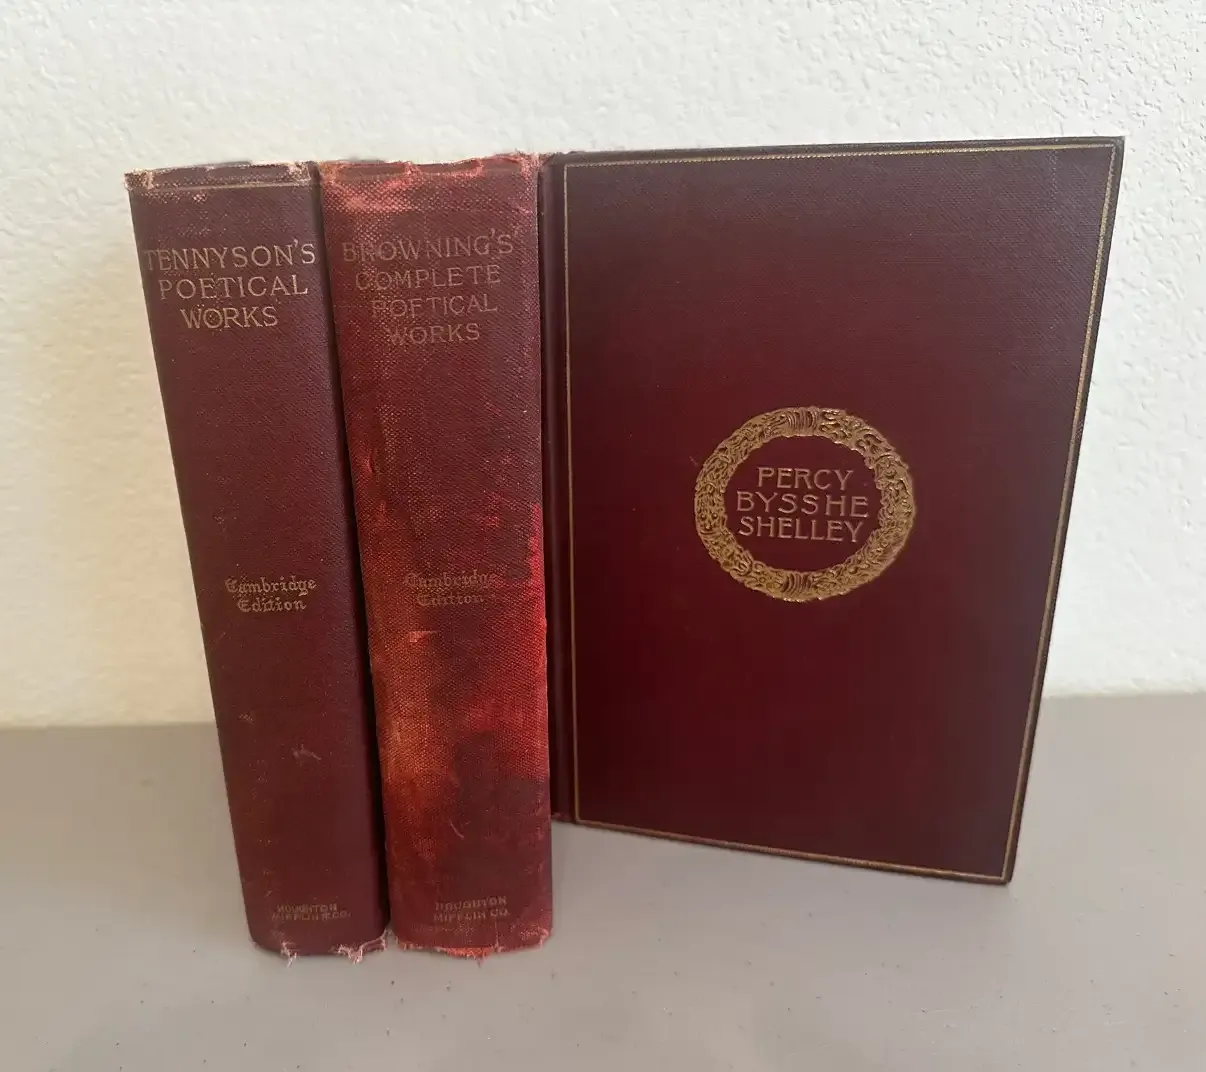 TENNYSON'S
POETICAL
WORKS
Cambridge
Edition
HOUGHTON
MIFFLIN & CO.
BROWNING'S
COMPLETE
POETICAL
WORKS
Cambridge
Edition
HOUGHTON
MIFFLIN CO.
PERCY
BYSSHE
SHELLEY